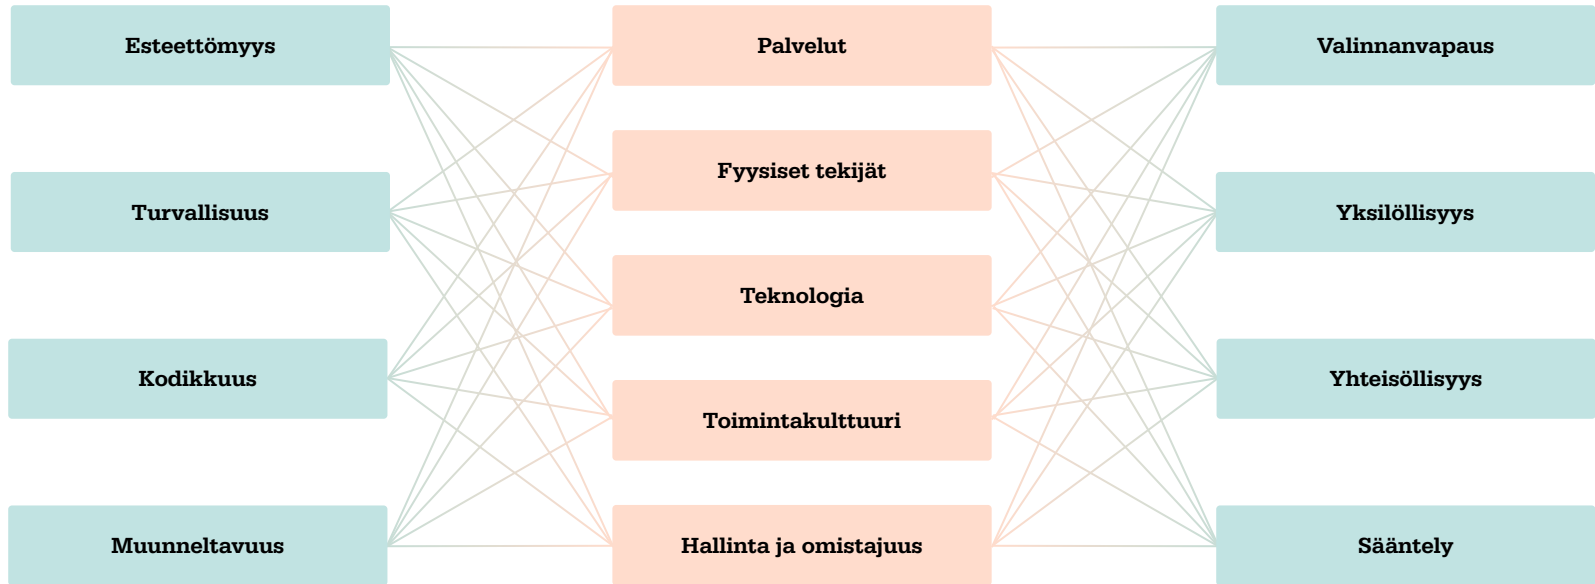 Esteettömyys
Turvallisuus
Kodikkuus
Muunneltavuus
Palvelut
Fyysiset tekijät
Teknologia
Toimintakulttuuri
Hallinta ja omistajuus
Valinnanvapaus
Yksilöllisyys
Yhteisöllisyys
Sääntely